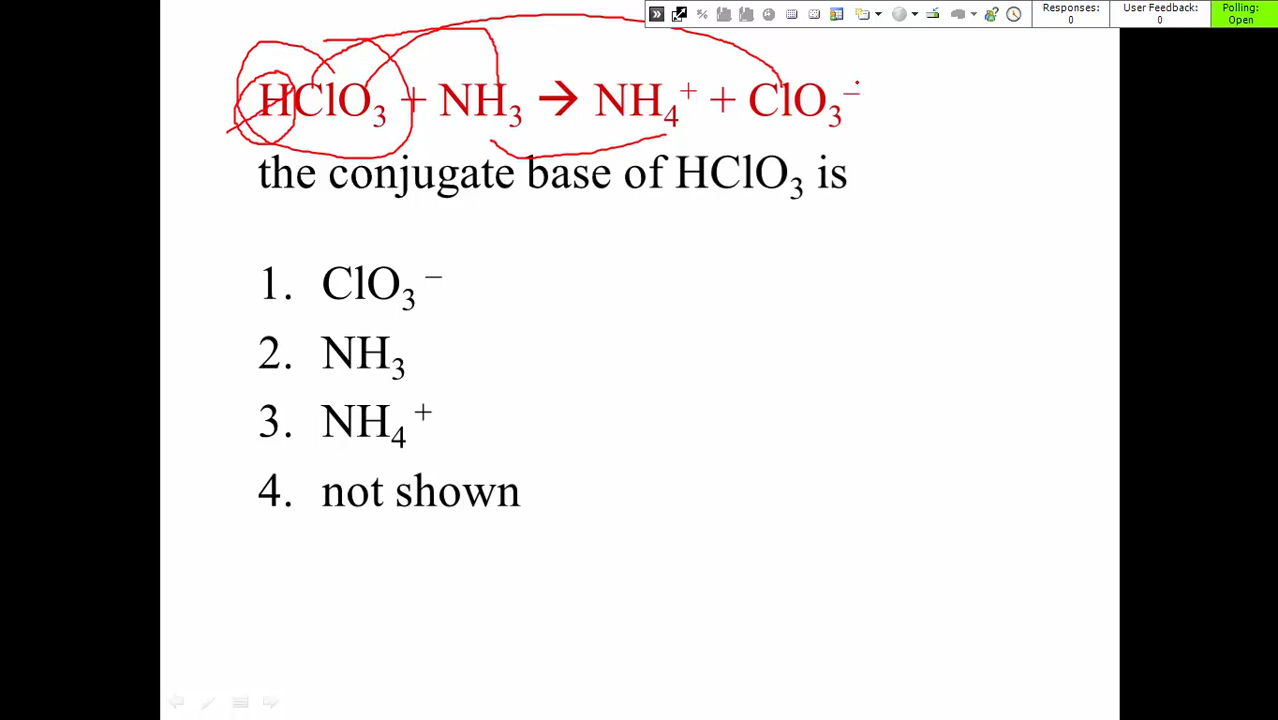 Responses: User Feedback: Polling:
0 0 Open
HClO₃ + NH₃ → NH₄⁺ + ClO₃⁻
the conjugate base of HClO₃ is
1. ClO₃⁻
2. NH₃
3. NH₄⁺
4. not shown